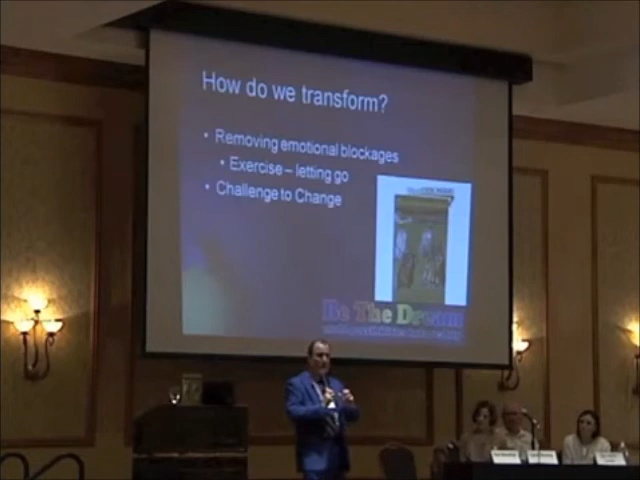 How do we transform?
• Removing emotional blockages
• Exercise – letting go
• Challenge to Change
Be The Dream